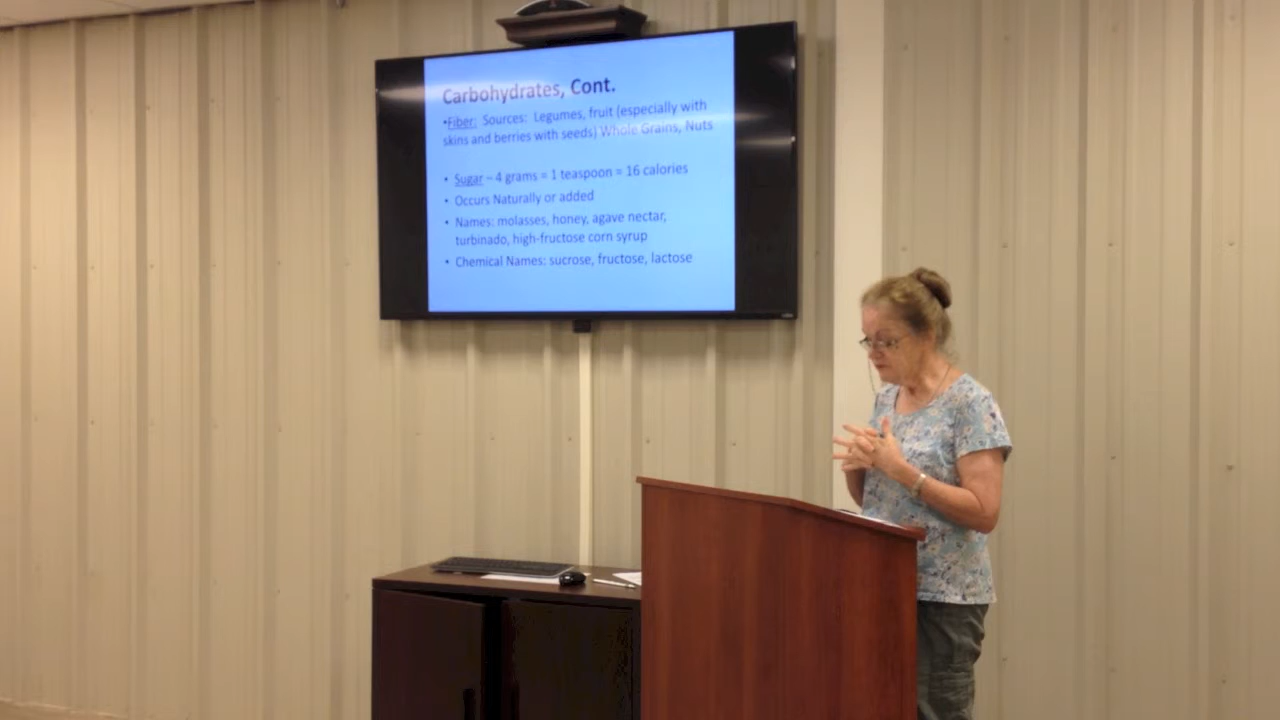 Carbohydrates, Cont.
•Fiber: Sources: Legumes, fruit (especially with
skins and berries with seeds) Whole Grains, Nuts
• Sugar – 4 grams = 1 teaspoon = 16 calories
• Occurs Naturally or added
• Names: molasses, honey, agave nectar,
turbinado, high-fructose corn syrup
• Chemical Names: sucrose, fructose, lactose